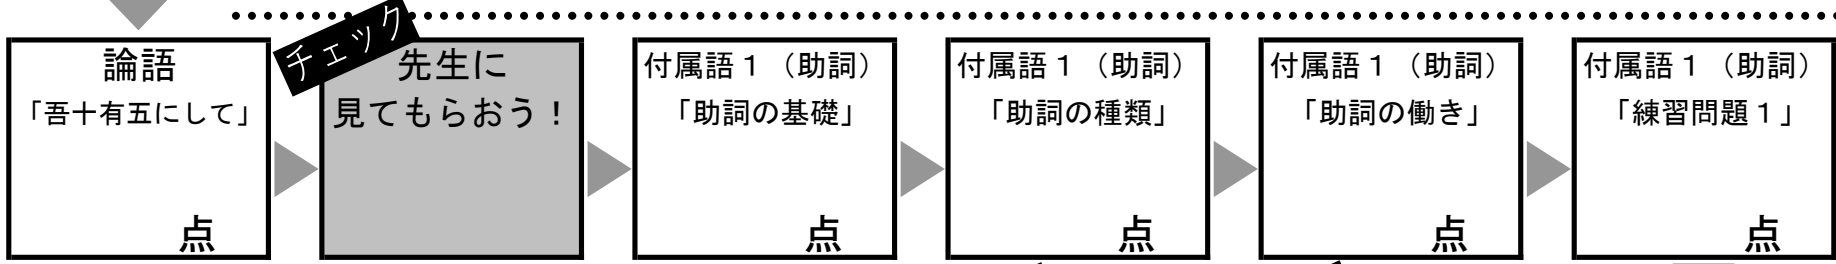 論語
「吾十有五にして」
点
チェック
先生に
見てもらおう！
付属語１（助詞）
「助詞の基礎」
点
付属語１（助詞）
「助詞の種類」
点
付属語１（助詞）
「助詞の働き」
点
付属語１（助詞）
「練習問題１」
点